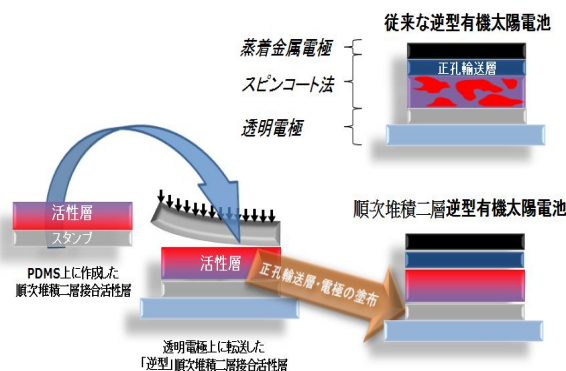 従来な逆型有機太陽電池
蒸着金属電極
正孔輸送層
スピンコート法
透明電極
活性層
スタンプ
PDMS上に作成した
順次堆積二層接合活性層
活性層
透明電極上に転送した
「逆型」順次堆積二層接合活性層
正孔輸送層・電極の塗布
順次堆積二層逆型有機太陽電池